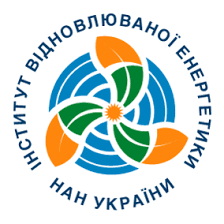 ІНСТИТУТ ВІДНОВЛЮВАНОЇ ЕНЕРГЕТИКИ
НАН УКРАЇНИ